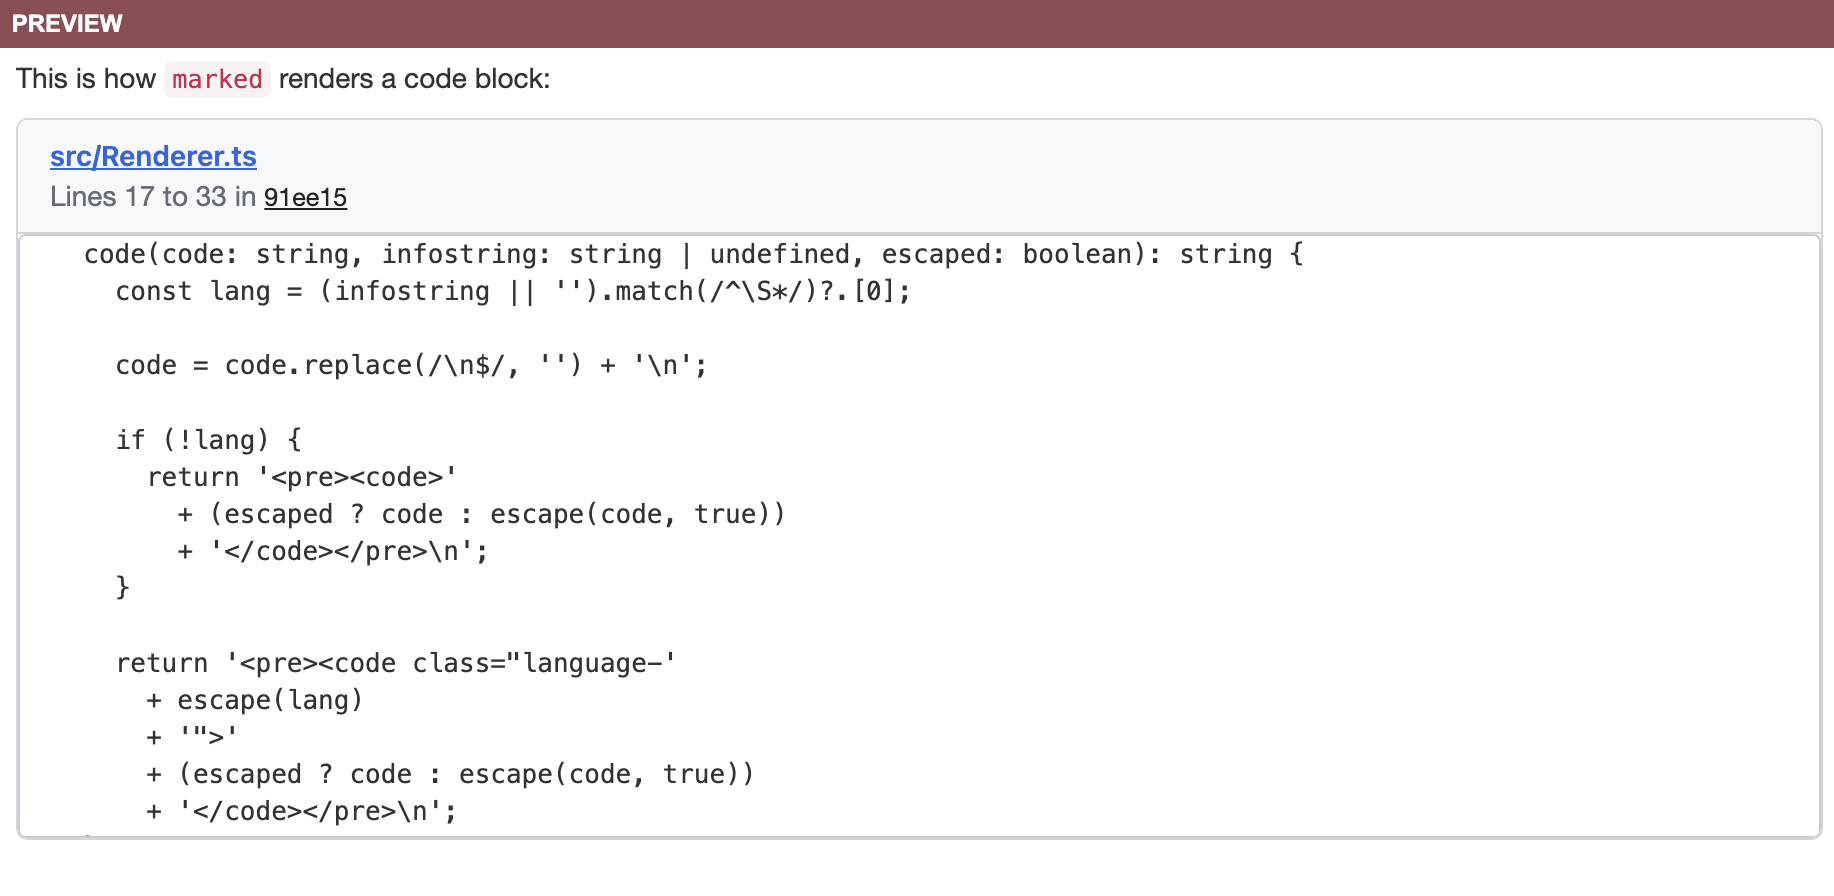 PREVIEW
This is how marked renders a code block:
src/Renderer.ts
Lines 17 to 33 in 91ee15
code(code: string, infostring: string | undefined, escaped: boolean): string {
  const lang = (infostring || '').match(/^\S*/)?.[0];

  code = code.replace(/\n$/, '') + '\n';

  if (!lang) {
    return '<pre><code>'
      + (escaped ? code : escape(code, true))
      + '</code></pre>\n';
  }

  return '<pre><code class="language-'
    + escape(lang)
    + '">'
    + (escaped ? code : escape(code, true))
    + '</code></pre>\n';